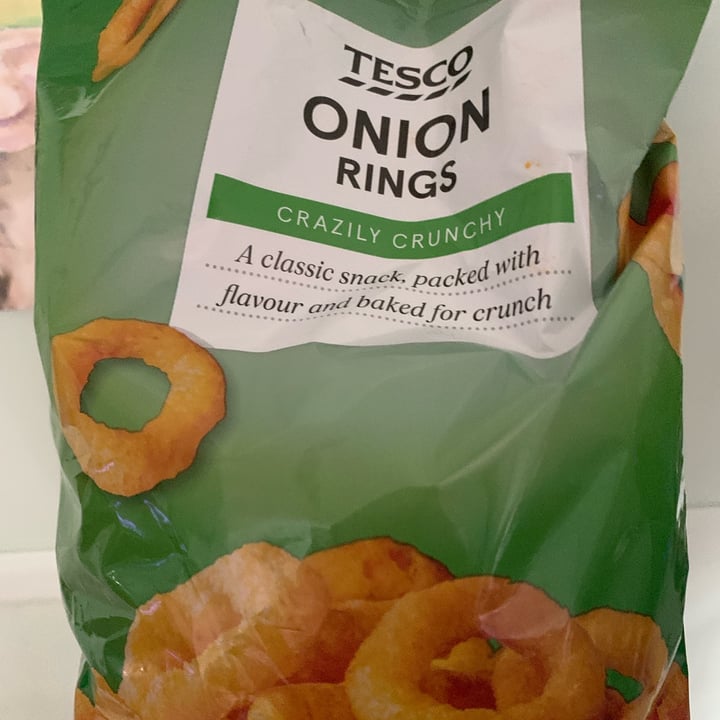 TESCO
ONION
RINGS
CRAZILY CRUNCHY
A classic snack, packed with
flavour and baked for crunch